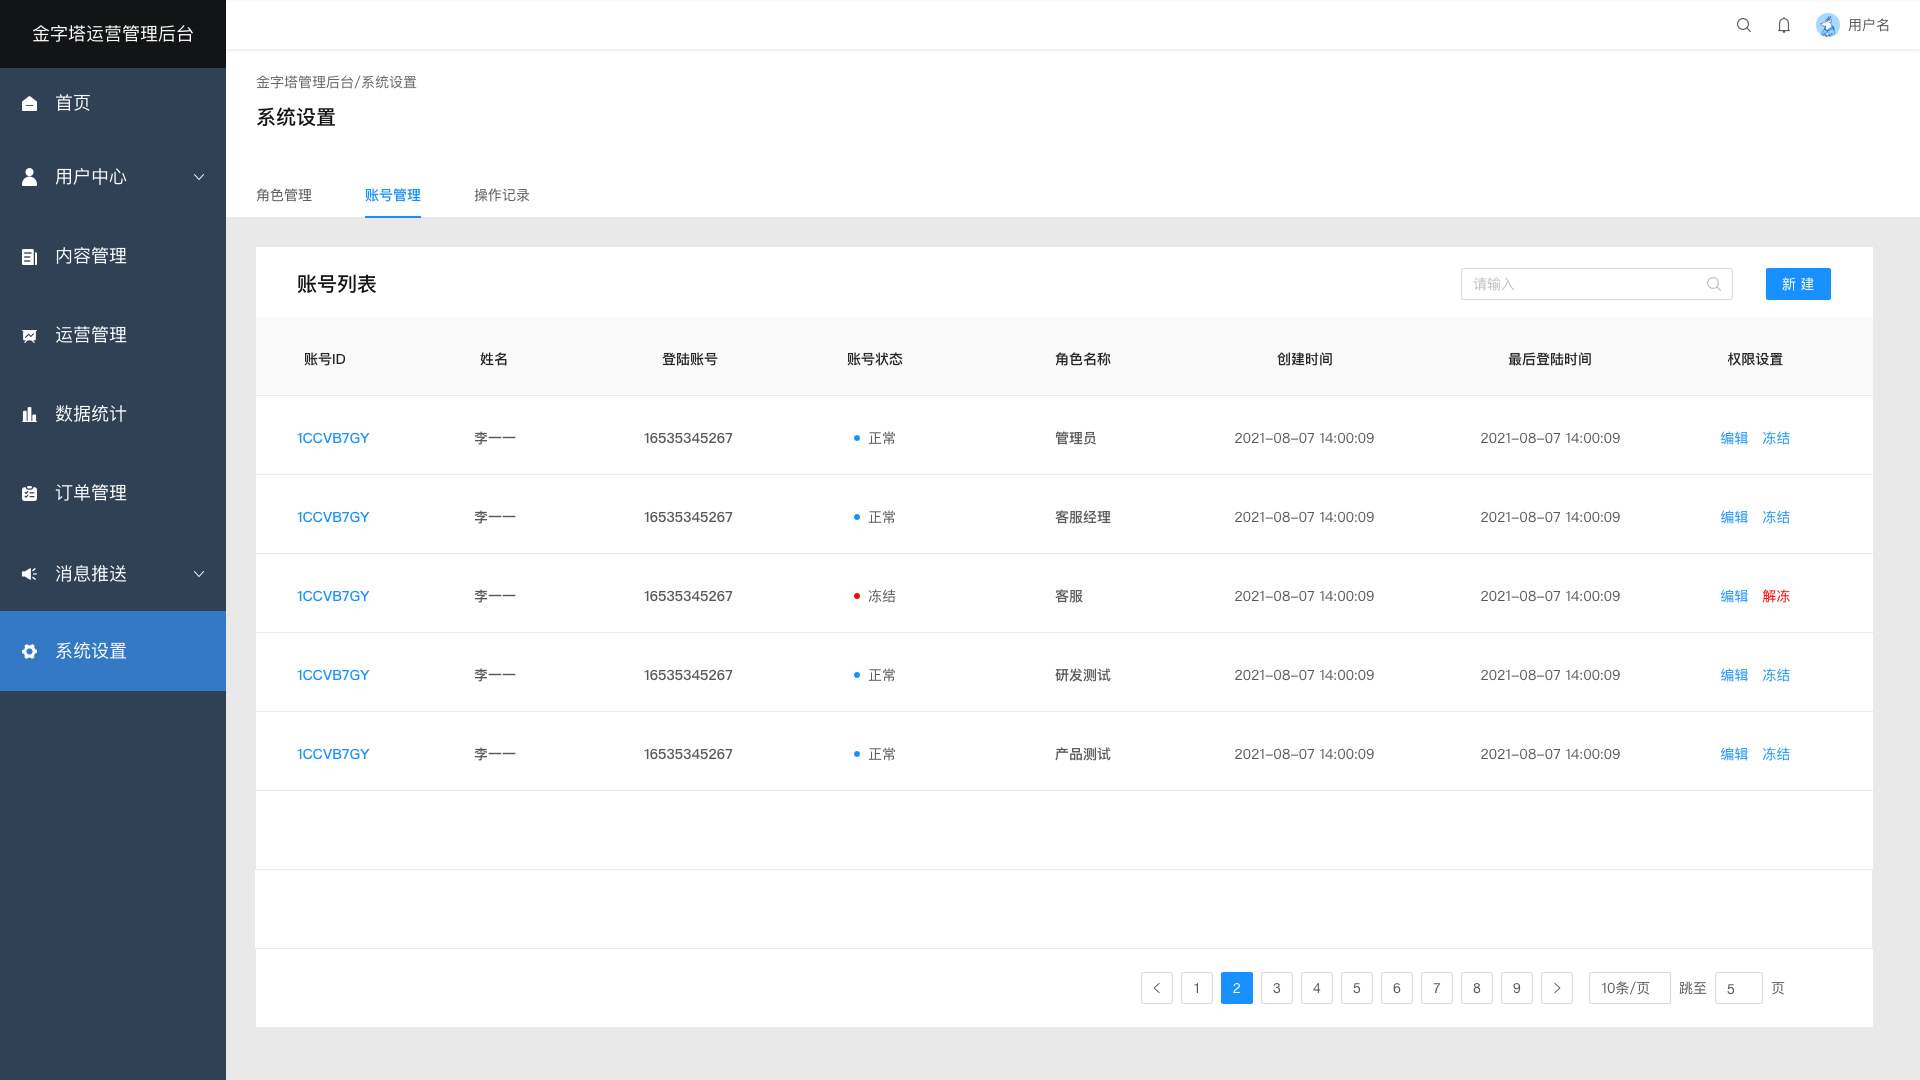 金字塔运营管理后台
用户名
首页
用户中心
内容管理
运营管理
数据统计
订单管理
消息推送
系统设置
金字塔管理后台/系统设置
系统设置
角色管理 账号管理 操作记录
账号列表 请输入 新 建
账号ID 姓名 登陆账号 账号状态 角色名称 创建时间 最后登陆时间 权限设置
1CCVB7GY 李一一 16535345267 正常 管理员 2021-08-07 14:00:09 2021-08-07 14:00:09 编辑 冻结
1CCVB7GY 李一一 16535345267 正常 客服经理 2021-08-07 14:00:09 2021-08-07 14:00:09 编辑 冻结
1CCVB7GY 李一一 16535345267 冻结 客服 2021-08-07 14:00:09 2021-08-07 14:00:09 编辑 解冻
1CCVB7GY 李一一 16535345267 正常 研发测试 2021-08-07 14:00:09 2021-08-07 14:00:09 编辑 冻结
1CCVB7GY 李一一 16535345267 正常 产品测试 2021-08-07 14:00:09 2021-08-07 14:00:09 编辑 冻结
1 2 3 4 5 6 7 8 9 10条/页 跳至 5 页